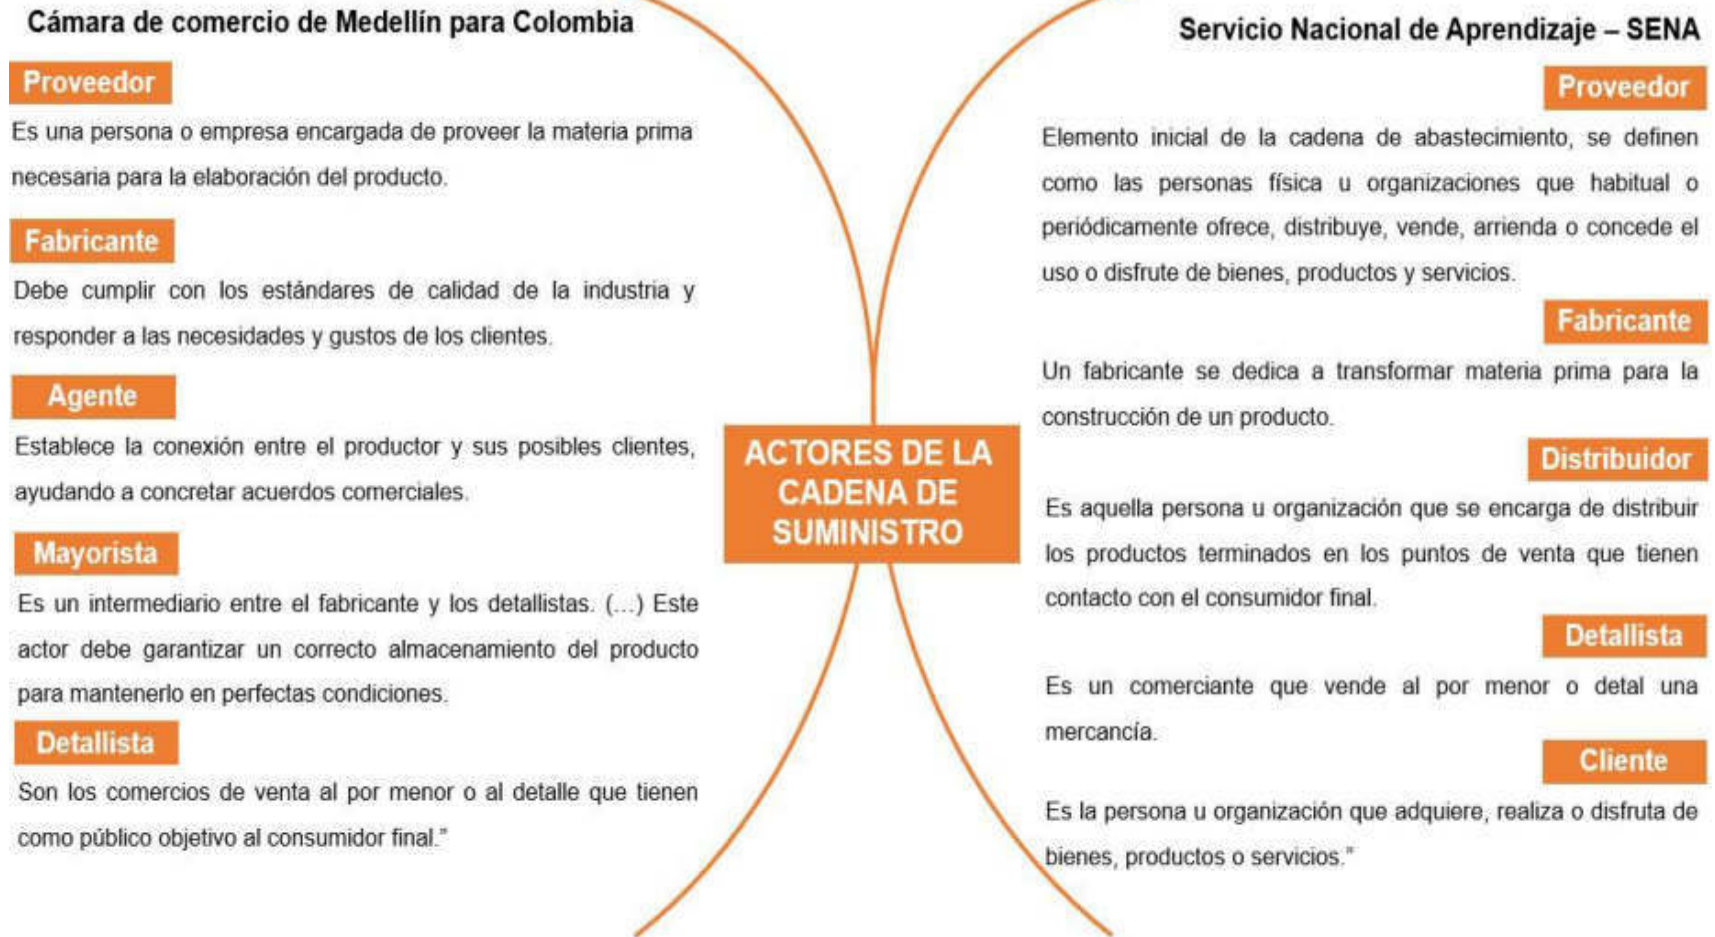 Cámara de comercio de Medellín para Colombia
Proveedor
Es una persona o empresa encargada de proveer la materia prima
necesaria para la elaboración del producto.
Fabricante
Debe cumplir con los estándares de calidad de la industria y
responder a las necesidades y gustos de los clientes.
Agente
Establece la conexión entre el productor y sus posibles clientes,
ayudando a concretar acuerdos comerciales.
Mayorista
Es un intermediario entre el fabricante y los detallistas. (...) Este
actor debe garantizar un correcto almacenamiento del producto
para mantenerlo en perfectas condiciones.
Detallista
Son los comercios de venta al por menor o al detalle que tienen
como público objetivo al consumidor final.”
ACTORES DE LA
CADENA DE
SUMINISTRO
Servicio Nacional de Aprendizaje – SENA
Proveedor
Elemento inicial de la cadena de abastecimiento, se definen
como las personas física u organizaciones que habitual o
periódicamente ofrece, distribuye, vende, arrienda o concede el
uso o disfrute de bienes, productos y servicios.
Fabricante
Un fabricante se dedica a transformar materia prima para la
construcción de un producto.
Distribuidor
Es aquella persona u organización que se encarga de distribuir
los productos terminados en los puntos de venta que tienen
contacto con el consumidor final.
Detallista
Es un comerciante que vende al por menor o detal una
mercancía.
Cliente
Es la persona u organización que adquiere, realiza o disfruta de
bienes, productos o servicios.”